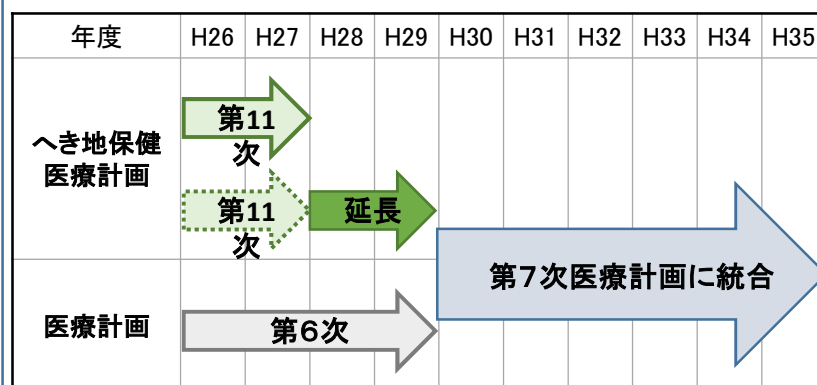 年度 H26 H27 H28 H29 H30 H31 H32 H33 H34 H35
へき地保健
医療計画
第11
次
第11
次
延長
第7次医療計画に統合
医療計画
第6次